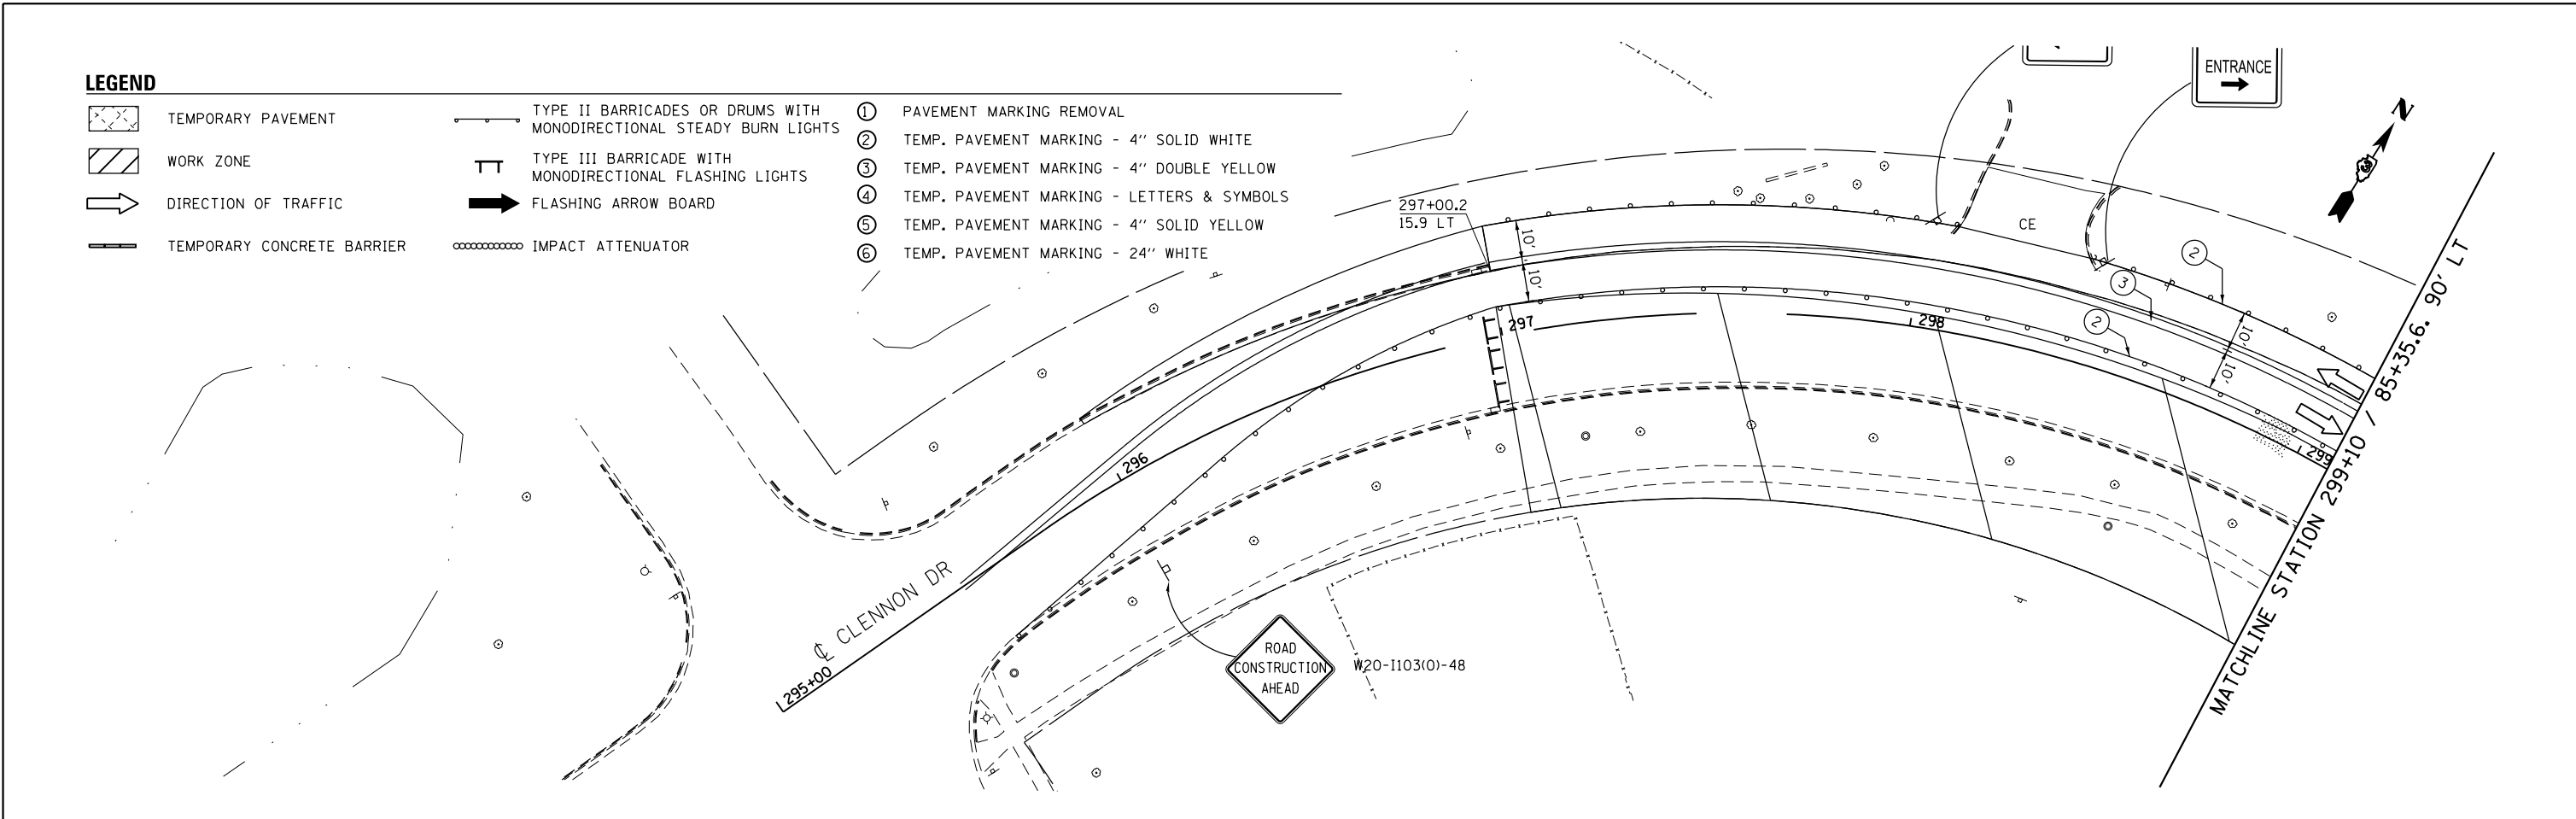 LEGEND
TEMPORARY PAVEMENT
WORK ZONE
DIRECTION OF TRAFFIC
TEMPORARY CONCRETE BARRIER
TYPE II BARRICADES OR DRUMS WITH
MONODIRECTIONAL STEADY BURN LIGHTS
TYPE III BARRICADE WITH
MONODIRECTIONAL FLASHING LIGHTS
FLASHING ARROW BOARD
IMPACT ATTENUATOR
1 PAVEMENT MARKING REMOVAL
2 TEMP. PAVEMENT MARKING - 4'' SOLID WHITE
3 TEMP. PAVEMENT MARKING - 4'' DOUBLE YELLOW
4 TEMP. PAVEMENT MARKING - LETTERS & SYMBOLS
5 TEMP. PAVEMENT MARKING - 4'' SOLID YELLOW
6 TEMP. PAVEMENT MARKING - 24'' WHITE
ENTRANCE
N
297+00.2
15.9 LT
10'
10'
CE
2
3
2
10'
10'
295+00
296
297
298
299
℄ CLENNON DR
ROAD
CONSTRUCTION
AHEAD
W20-I103(O)-48
MATCHLINE STATION 299+10 / 85+35.6. 90' LT